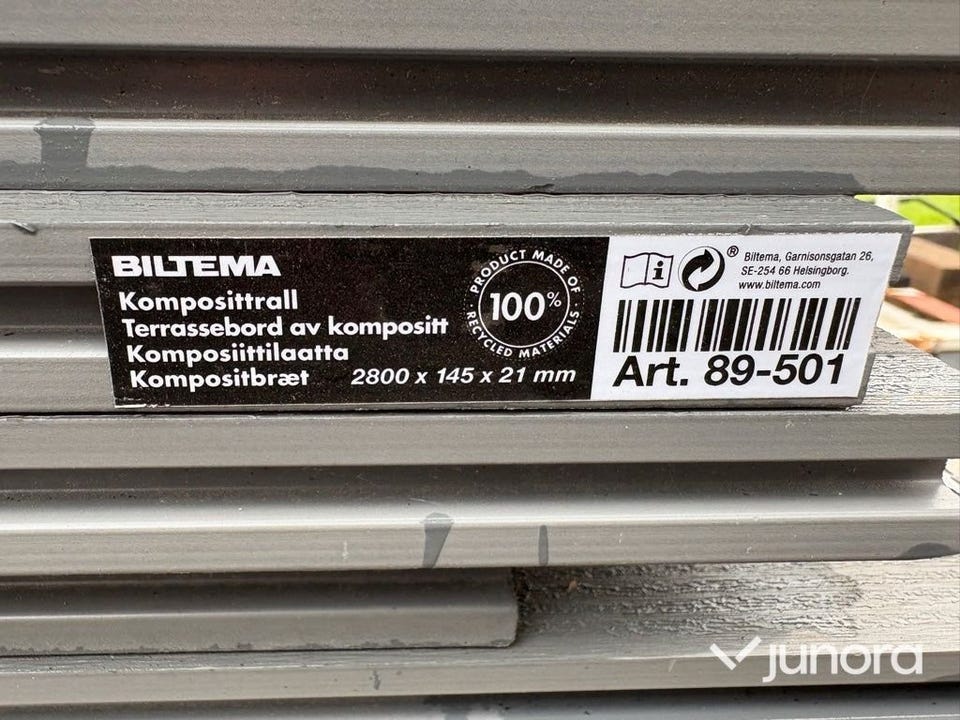 BILTEMA
Komposittrall
Terrassebord av kompositt
Komposiittilaatta
Kompositbræt 2800 x 145 x 21 mm
PRODUCT MADE OF
100%
RECYCLED MATERIALS
®
Biltema, Garnisonsgatan 26,
SE-254 66 Helsingborg.
www.biltema.com
Art. 89-501
junora